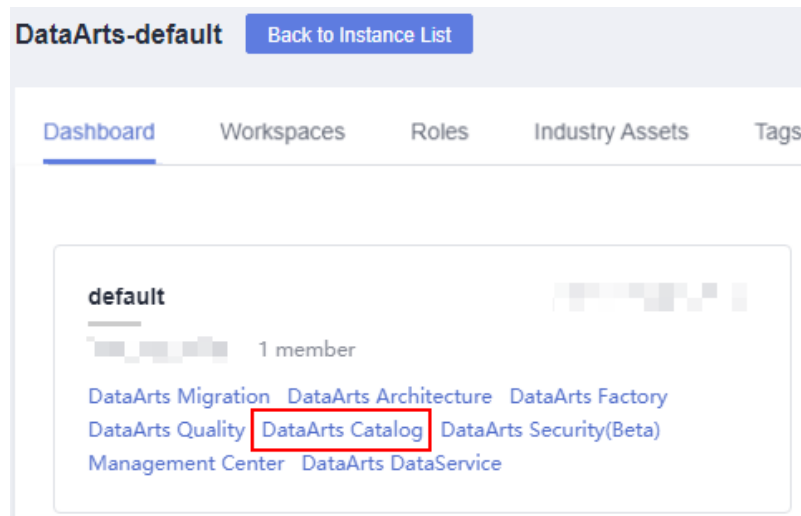 DataArts-default Back to Instance List
Dashboard Workspaces Roles Industry Assets Tags
default
1 member
DataArts Migration DataArts Architecture DataArts Factory
DataArts Quality DataArts Catalog DataArts Security(Beta)
Management Center DataArts DataService